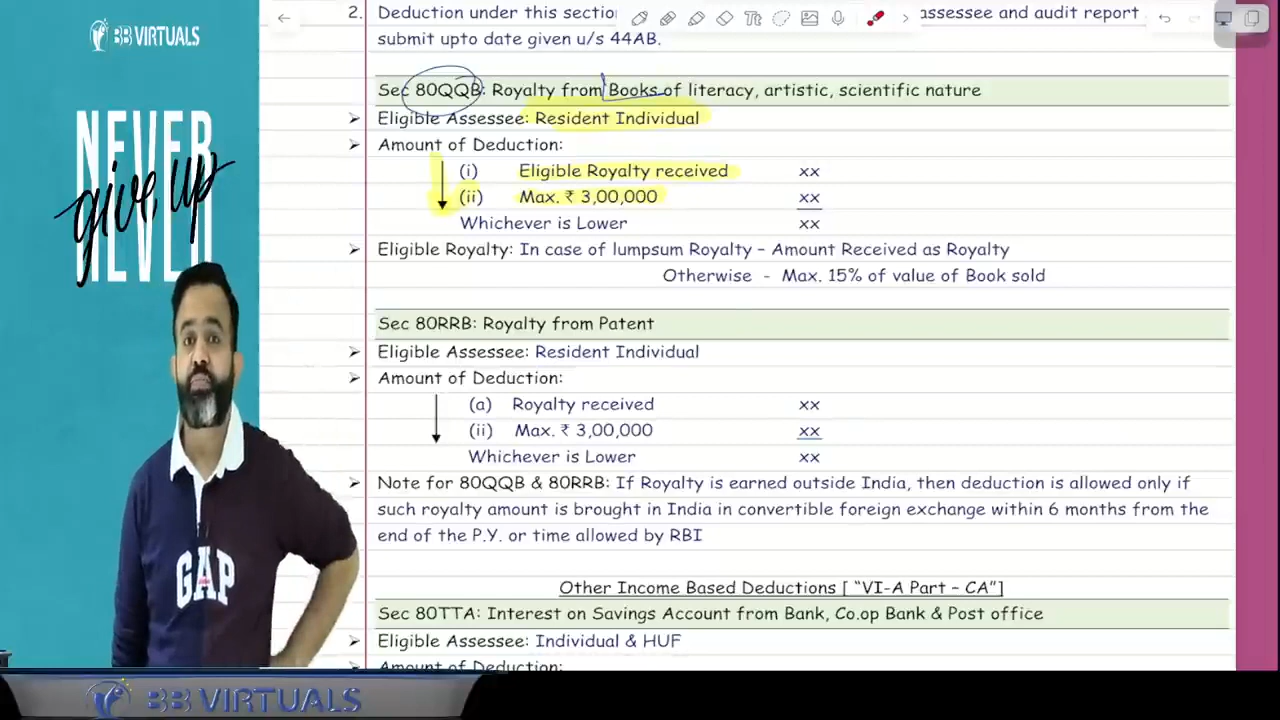 BB VIRTUALS
NEVER
give up
NEVER
GAP
2. Deduction under this sectio assessee and audit report
submit upto date given u/s 44AB.
Sec 80QQB: Royalty from Books of literacy, artistic, scientific nature
➤ Eligible Assessee: Resident Individual
➤ Amount of Deduction:
(i) Eligible Royalty received xx
(ii) Max. ₹ 3,00,000 xx
Whichever is Lower xx
➤ Eligible Royalty: In case of lumpsum Royalty – Amount Received as Royalty
Otherwise - Max. 15% of value of Book sold
Sec 80RRB: Royalty from Patent
➤ Eligible Assessee: Resident Individual
➤ Amount of Deduction:
(a) Royalty received xx
(ii) Max. ₹ 3,00,000 xx
Whichever is Lower xx
➤ Note for 80QQB & 80RRB: If Royalty is earned outside India, then deduction is allowed only if
such royalty amount is brought in India in convertible foreign exchange within 6 months from the
end of the P.Y. or time allowed by RBI
Other Income Based Deductions [ “VI-A Part – CA”]
Sec 80TTA: Interest on Savings Account from Bank, Co.op Bank & Post office
➤ Eligible Assessee: Individual & HUF
➤ Amount of Deduction:
BB VIRTUALS